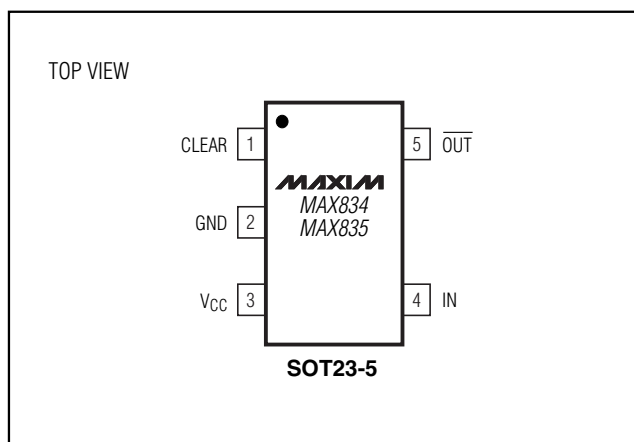 TOP VIEW
CLEAR 1
5 OUT
MAXIM
MAX834
GND 2
MAX835
VCC 3
4 IN
SOT23-5